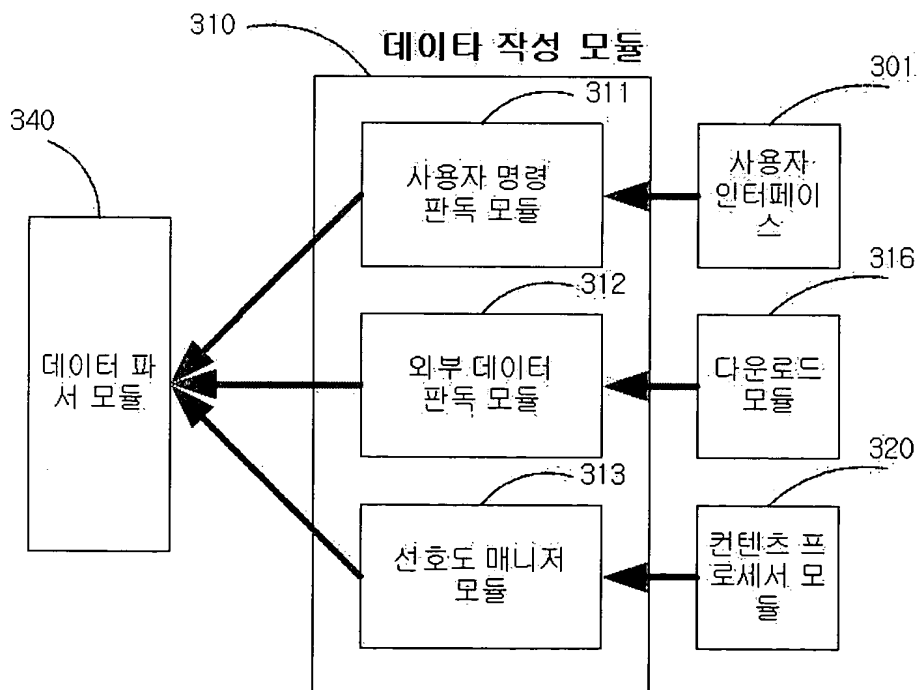 310
데이타 작성 모듈
311
301
340
사용자 명령
판독 모듈
사용자
인터페이
스
312
316
데이터 파
서 모듈
외부 데이터
판독 모듈
다운로드
모듈
313
320
선호도 매니저
모듈
컨텐츠 프
로세서 모
듈